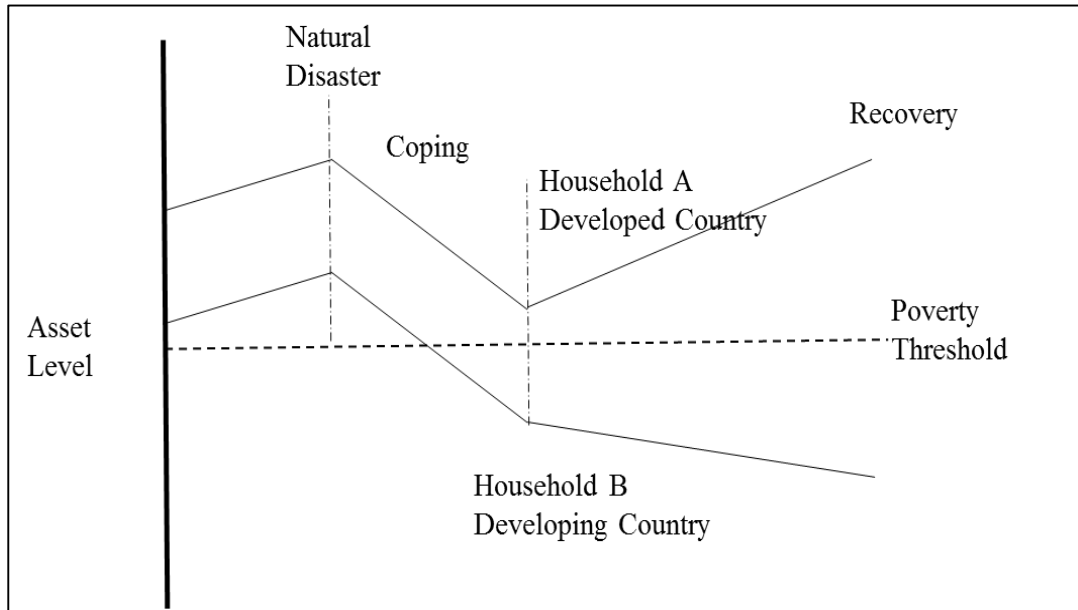 Natural
Disaster
Coping
Recovery
Household A
Developed Country
Asset
Level
Poverty
Threshold
Household B
Developing Country